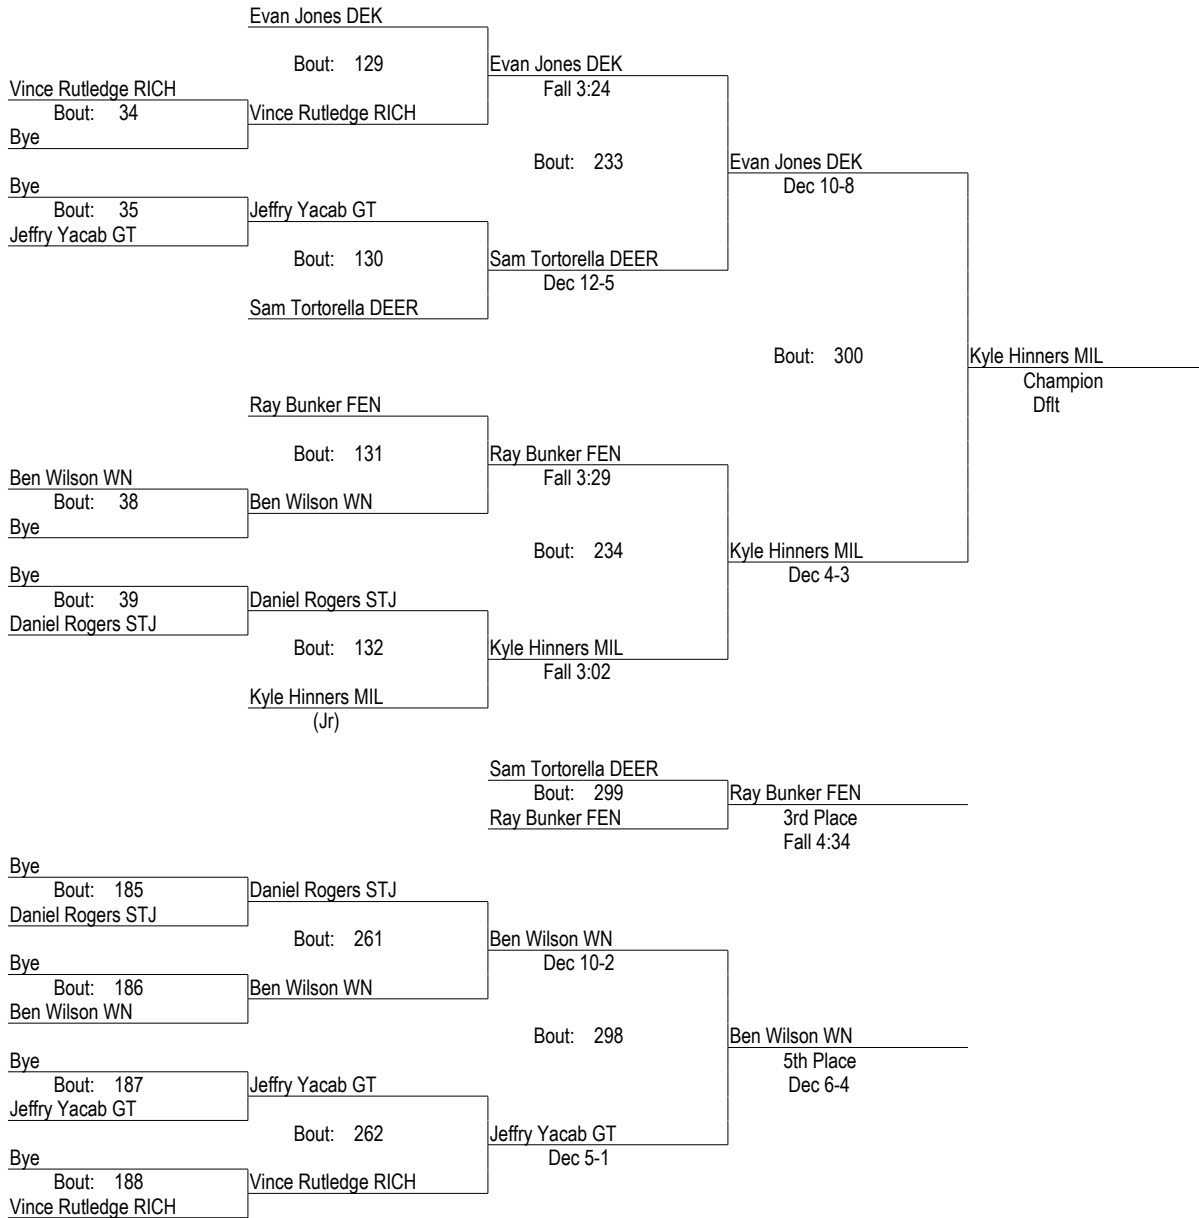 Evan Jones DEK
Bout: 129
Evan Jones DEK
Fall 3:24
Vince Rutledge RICH
Bout: 34
Vince Rutledge RICH
Bye
Bout: 233
Evan Jones DEK
Dec 10-8
Bye
Bout: 35
Jeffry Yacab GT
Jeffry Yacab GT
Bout: 130
Sam Tortorella DEER
Dec 12-5
Sam Tortorella DEER
Bout: 300
Kyle Hinners MIL
Champion
Dflt
Ray Bunker FEN
Bout: 131
Ray Bunker FEN
Fall 3:29
Ben Wilson WN
Bout: 38
Ben Wilson WN
Bye
Bout: 234
Kyle Hinners MIL
Dec 4-3
Bye
Bout: 39
Daniel Rogers STJ
Daniel Rogers STJ
Bout: 132
Kyle Hinners MIL
Fall 3:02
Kyle Hinners MIL
(Jr)
Sam Tortorella DEER
Bout: 299
Ray Bunker FEN
Ray Bunker FEN
3rd Place
Fall 4:34
Bye
Bout: 185
Daniel Rogers STJ
Daniel Rogers STJ
Bout: 261
Ben Wilson WN
Dec 10-2
Bye
Bout: 186
Ben Wilson WN
Ben Wilson WN
Bout: 298
Ben Wilson WN
5th Place
Dec 6-4
Bye
Bout: 187
Jeffry Yacab GT
Jeffry Yacab GT
Bout: 262
Jeffry Yacab GT
Dec 5-1
Bye
Bout: 188
Vince Rutledge RICH
Vince Rutledge RICH